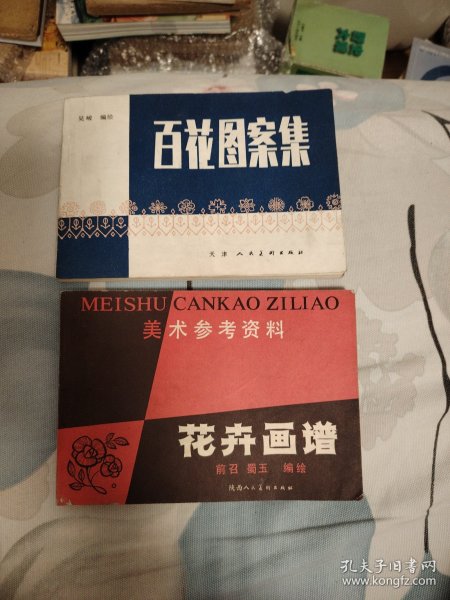 吴峻 编绘
百花图案集
天津人民美术出版社
MEISHU CANKAO ZILIAO
美术参考资料
花卉画谱
前召 蜀玉 编绘
陕西人民美术出版社
孔夫子旧书网
www.kongfz.com